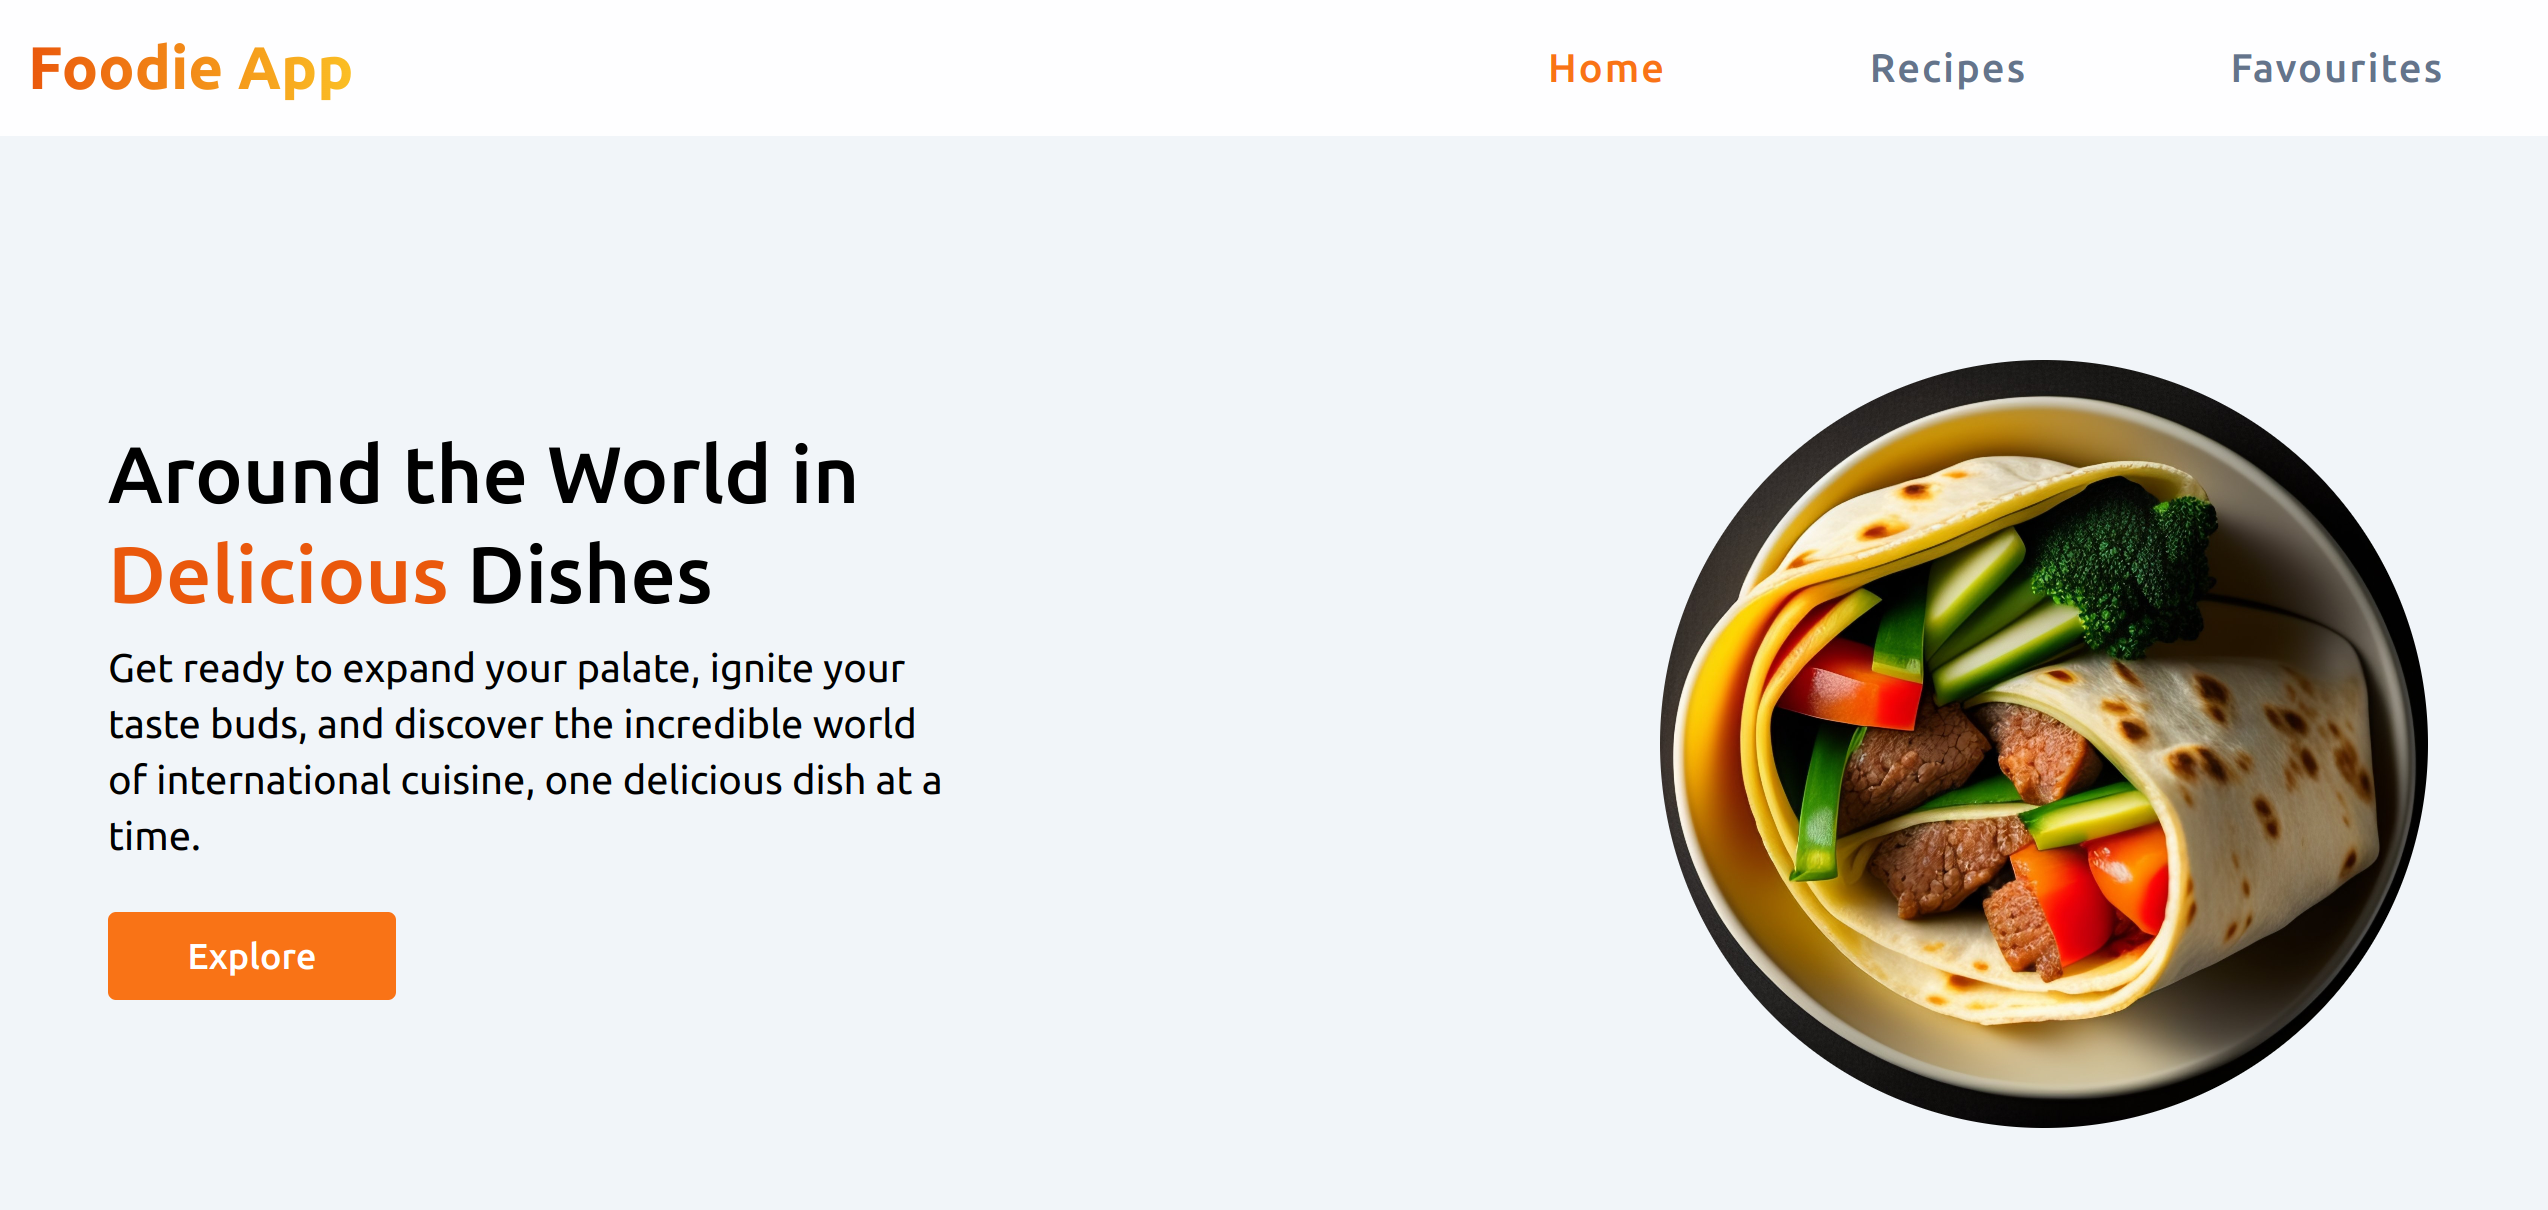 Foodie App
Home Recipes Favourites
Around the World in
Delicious Dishes
Get ready to expand your palate, ignite your
taste buds, and discover the incredible world
of international cuisine, one delicious dish at a
time.
Explore